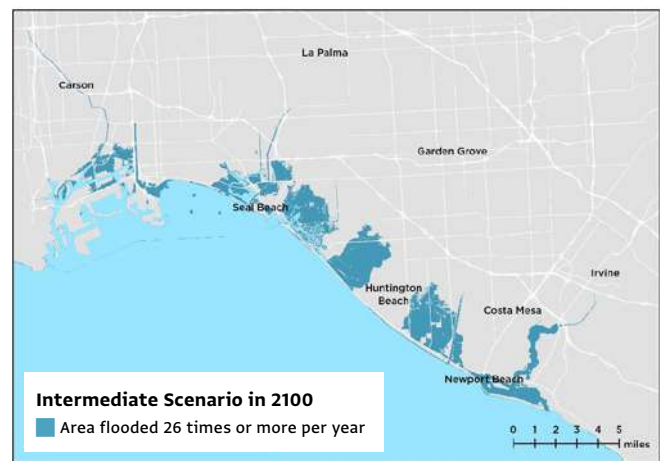 La Palma
Carson
Garden Grove
Seal Beach
Irvine
Huntington
Beach
Costa Mesa
Newport Beach
Intermediate Scenario in 2100
Area flooded 26 times or more per year
0 1 2 3 4 5
miles